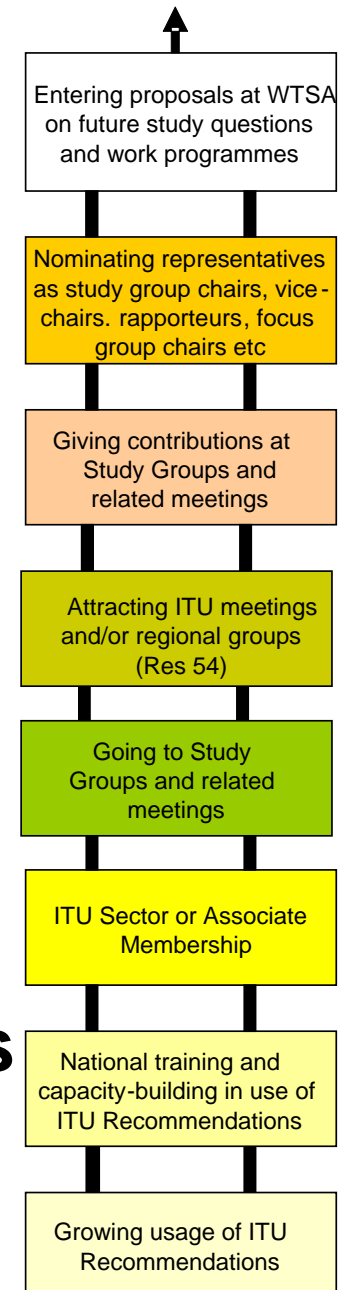 Entering proposals at WTSA
on future study questions
and work programmes
Nominating representatives
as study group chairs, vice-
chairs. rapporteurs, focus
group chairs etc
Giving contributions at
Study Groups and
related meetings
Attracting ITU meetings
and/or regional groups
(Res 54)
Going to Study
Groups and related
meetings
ITU Sector or Associate
Membership
s
National training and
capacity-building in use of
ITU Recommendations
Growing usage of ITU
Recommendations